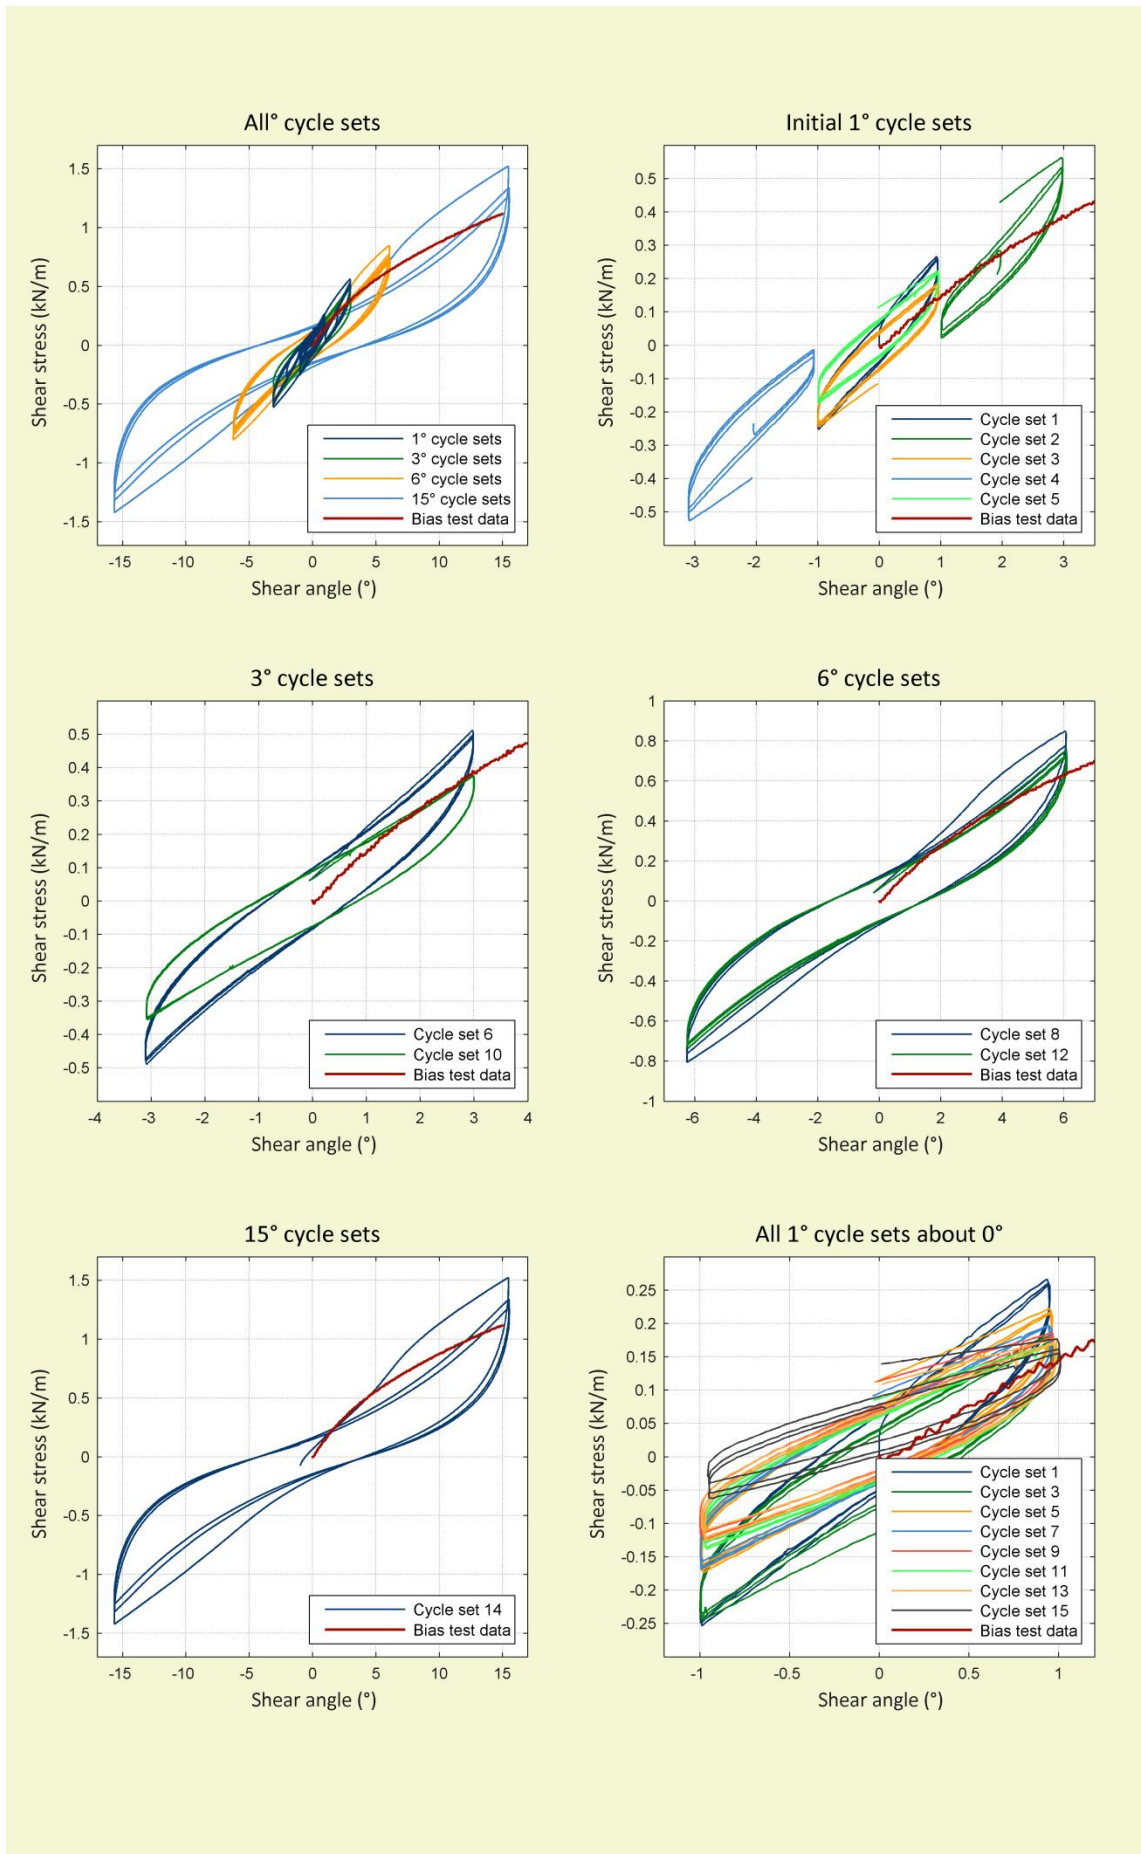 All° cycle sets
1.5
1
0.5
0
-0.5
-1
-1.5
Shear stress (kN/m)
1° cycle sets
3° cycle sets
6° cycle sets
15° cycle sets
Bias test data
-15 -10 -5 0 5 10 15
Shear angle (°)
Initial 1° cycle sets
0.5
0.4
0.3
0.2
0.1
0
-0.1
-0.2
-0.3
-0.4
-0.5
Shear stress (kN/m)
Cycle set 1
Cycle set 2
Cycle set 3
Cycle set 4
Cycle set 5
Bias test data
-3 -2 -1 0 1 2 3
Shear angle (°)
3° cycle sets
0.5
0.4
0.3
0.2
0.1
0
-0.1
-0.2
-0.3
-0.4
-0.5
Shear stress (kN/m)
Cycle set 6
Cycle set 10
Bias test data
-4 -3 -2 -1 0 1 2 3 4
Shear angle (°)
6° cycle sets
1
0.8
0.6
0.4
0.2
0
-0.2
-0.4
-0.6
-0.8
-1
Shear stress (kN/m)
Cycle set 8
Cycle set 12
Bias test data
-6 -4 -2 0 2 4 6
Shear angle (°)
15° cycle sets
1.5
1
0.5
0
-0.5
-1
-1.5
Shear stress (kN/m)
Cycle set 14
Bias test data
-15 -10 -5 0 5 10 15
Shear angle (°)
All 1° cycle sets about 0°
0.25
0.2
0.15
0.1
0.05
0
-0.05
-0.1
-0.15
-0.2
-0.25
Shear stress (kN/m)
Cycle set 1
Cycle set 3
Cycle set 5
Cycle set 7
Cycle set 9
Cycle set 11
Cycle set 13
Cycle set 15
Bias test data
-1 -0.5 0 0.5 1
Shear angle (°)